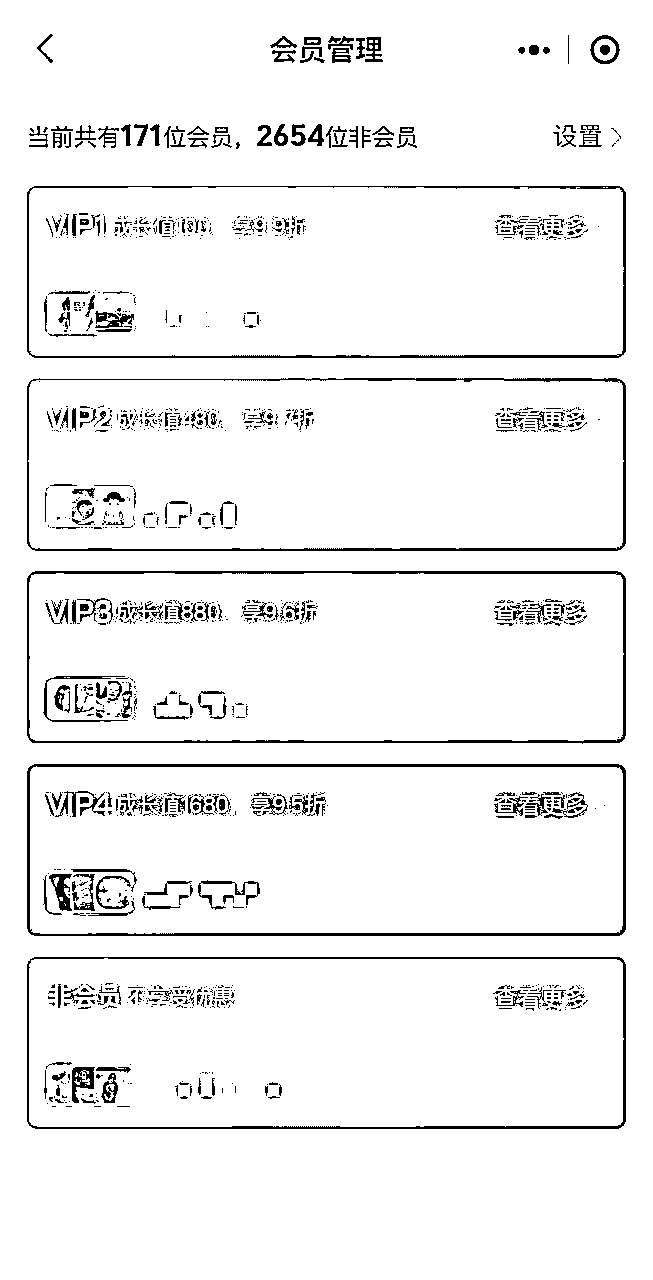 会员管理
当前共有171位会员，2654位非会员 设置
VIP1 成长值100、享9.9折 查看更多
VIP2 成长值480、享9.7折 查看更多
VIP3 成长值880、享9.6折 查看更多
VIP4 成长值1680、享9.5折 查看更多
非会员 不享受优惠 查看更多